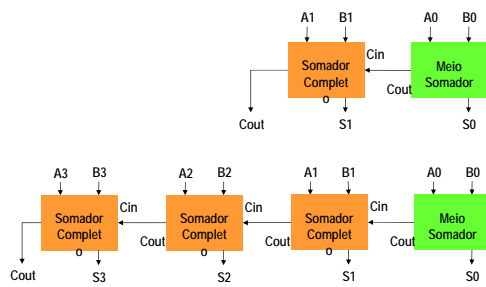 A1 B1 A0 B0
Somador Complet o Cin Meio Somador
Cout
Cout S1 S0
A3 B3 A2 B2 A1 B1 A0 B0
Somador Complet o Cin Somador Complet o Cin Somador Complet o Cin Meio Somador
Cout Cout Cout
Cout S3 S2 S1 S0